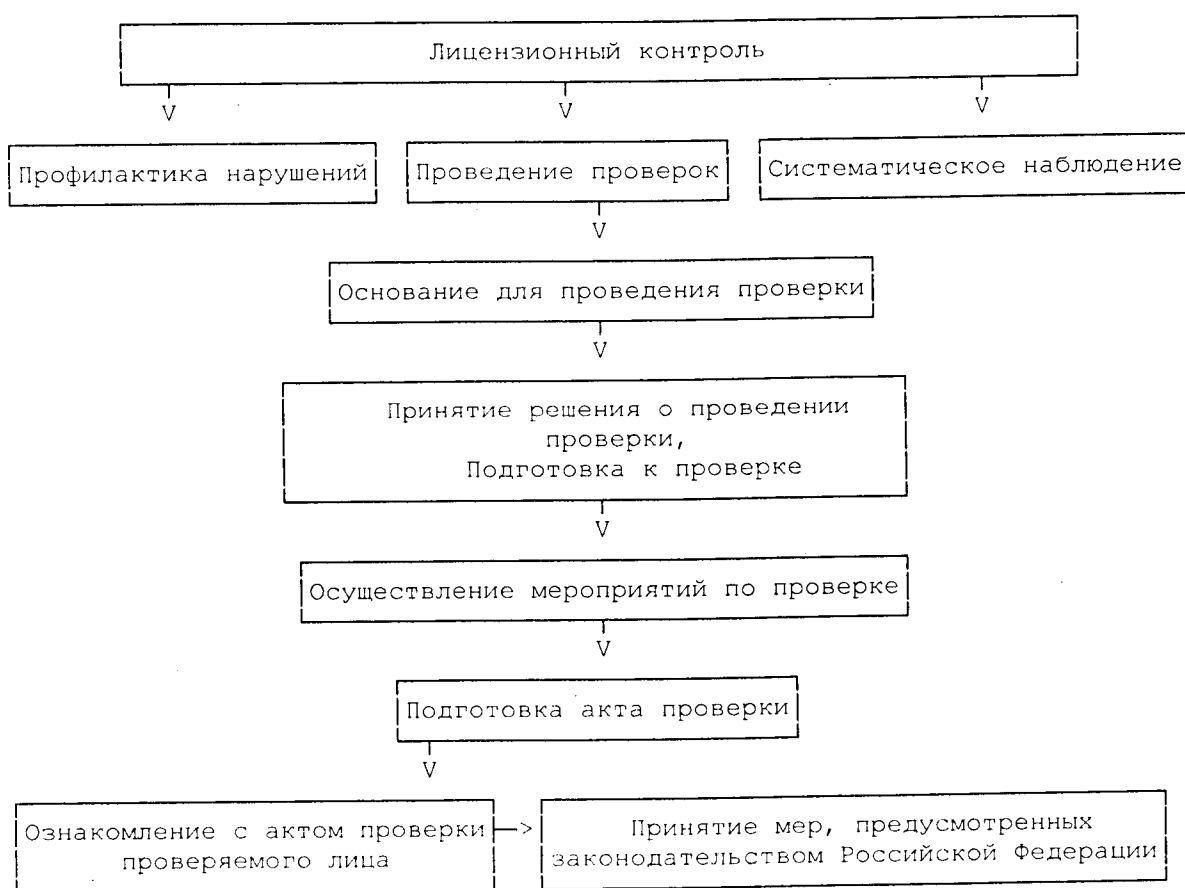 Лицензионный контроль
V V V
Профилактика нарушений Проведение проверок Систематическое наблюдение
V
Основание для проведения проверки
V
Принятие решения о проведении
проверки,
Подготовка к проверке
V
Осуществление мероприятий по проверке
V
Подготовка акта проверки
V
Ознакомление с актом проверки
проверяемого лица
—>
Принятие мер, предусмотренных
законодательством Российской Федерации